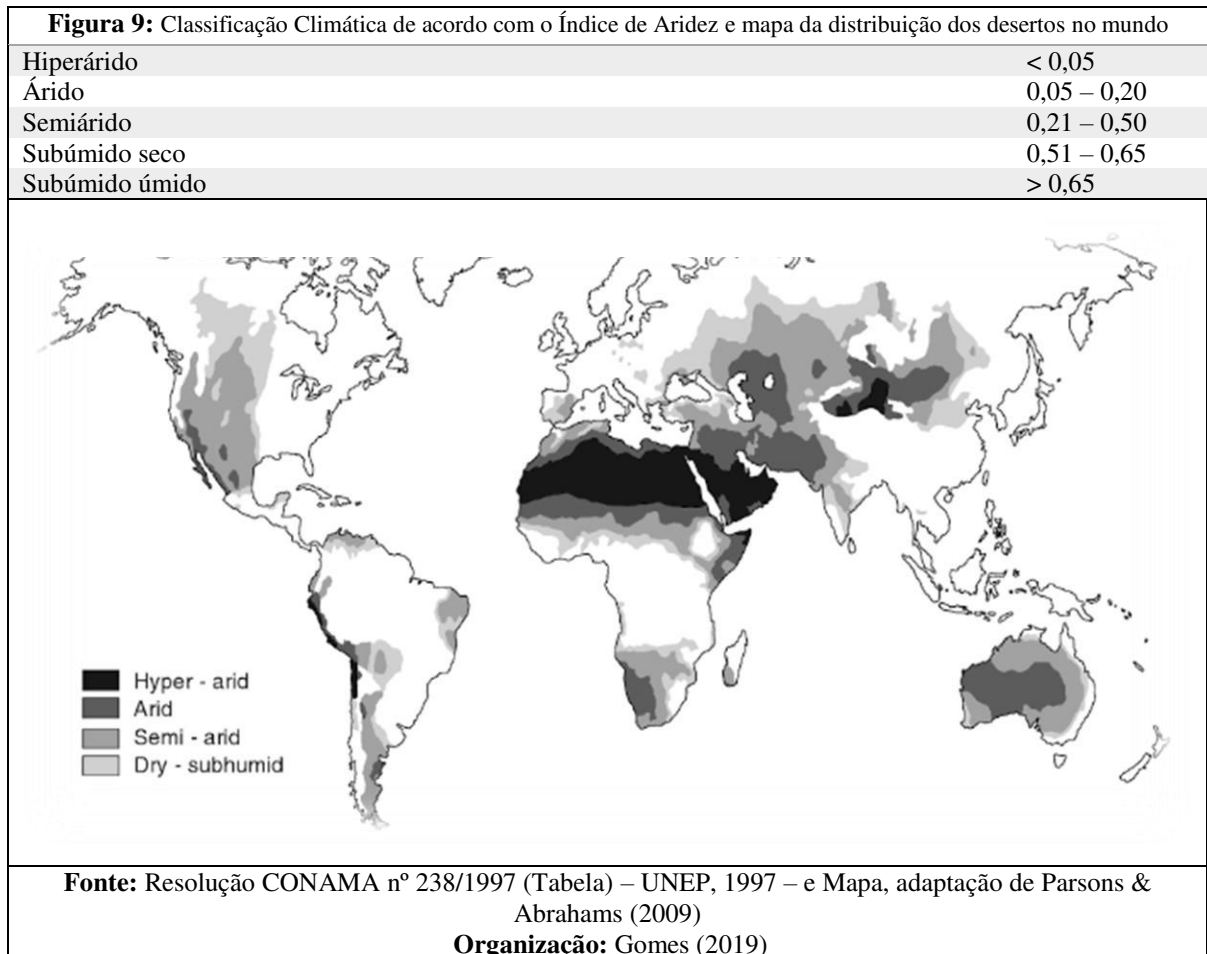 Figura 9: Classificação Climática de acordo com o Índice de Aridez e mapa da distribuição dos desertos no mundo
Hiperárido < 0,05
Árido 0,05 – 0,20
Semiárido 0,21 – 0,50
Subúmido seco 0,51 – 0,65
Subúmido úmido > 0,65
Hyper - arid
Arid
Semi - arid
Dry - subhumid
Fonte: Resolução CONAMA nº 238/1997 (Tabela) – UNEP, 1997 – e Mapa, adaptação de Parsons &
Abrahams (2009)
Organização: Gomes (2019)